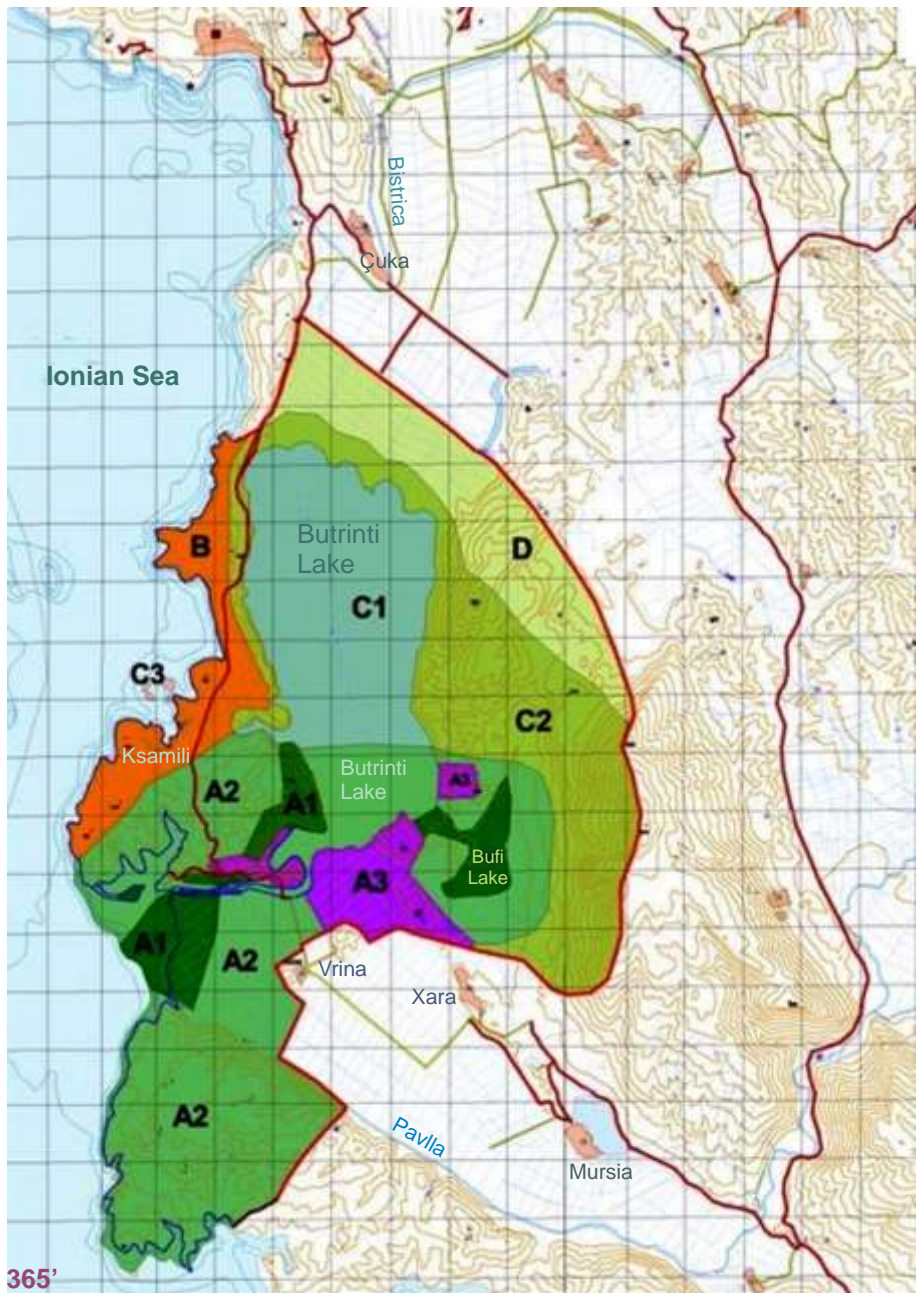 Bistrica
Çuka
Ionian Sea
Butrinti
Lake
B
D
C1
C3
C2
Ksamili
Butrinti
Lake
A2
A1
A3
Bufi
Lake
A3
A1
A2
Vrina
Xara
A2
Pavlla
Mursia
365’